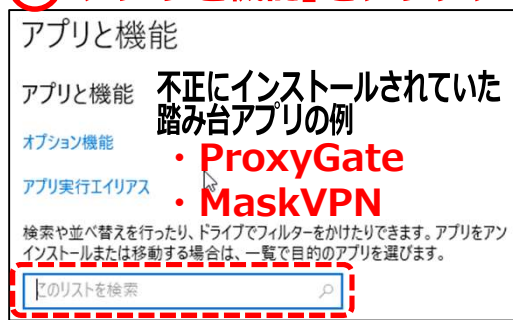 アプリと機能
アプリと機能
不正にインストールされていた
踏み台アプリの例
オプション機能
・ProxyGate
アプリ実行エイリアス
・MaskVPN
検索や並べ替えを行ったり、ドライブでフィルターをかけたりできます。アプリをアン
インストールまたは移動する場合は、一覧で目的のアプリを選びます。
このリストを検索